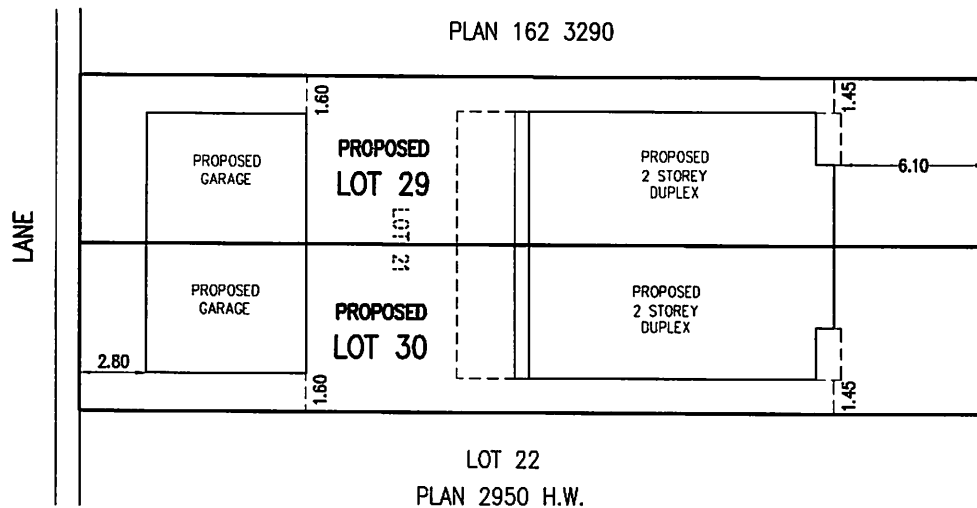 PLAN 162 3290
1.60
1.45
PROPOSED
GARAGE
PROPOSED
LOT 29
PROPOSED
2 STOREY
DUPLEX
6.10
LANE
LOT 21
PROPOSED
GARAGE
PROPOSED
LOT 30
PROPOSED
2 STOREY
DUPLEX
2.80
1.60
1.45
LOT 22
PLAN 2950 H.W.